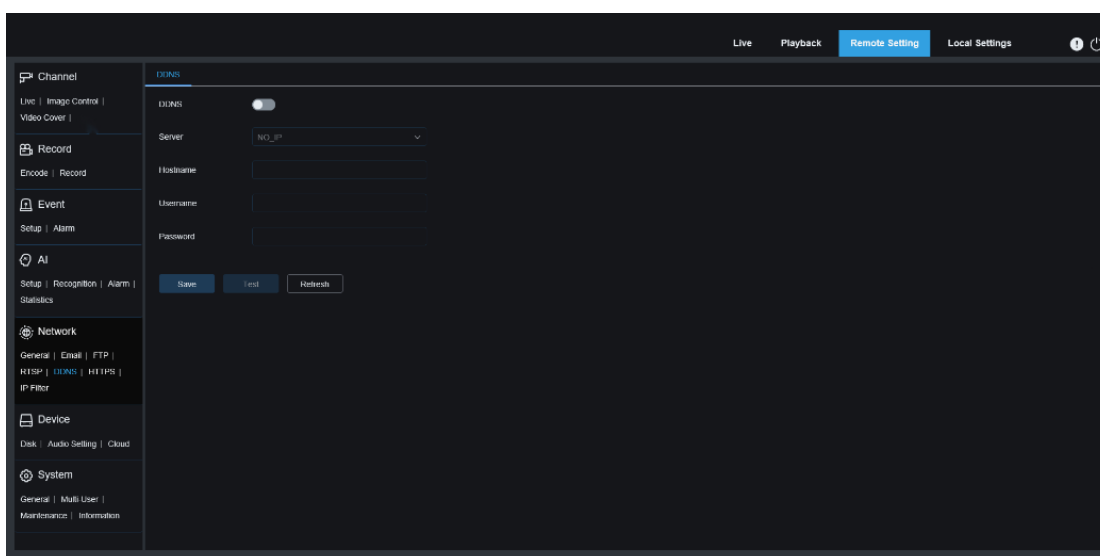 Live Playback Remote Setting Local Settings
Channel
Live | Image Control |
Video Cover |
Record
Encode | Record
Event
Setup | Alarm
AI
Setup | Recognition | Alarm |
Statistics
Network
General | Email | FTP |
RTSP | DDNS | HTTPS |
IP Filter
Device
Disk | Audio Setting | Cloud
System
General | Multi-User |
Maintenance | Information
DDNS
DDNS
Server NO_IP
Hostname
Username
Password
Save Test Refresh